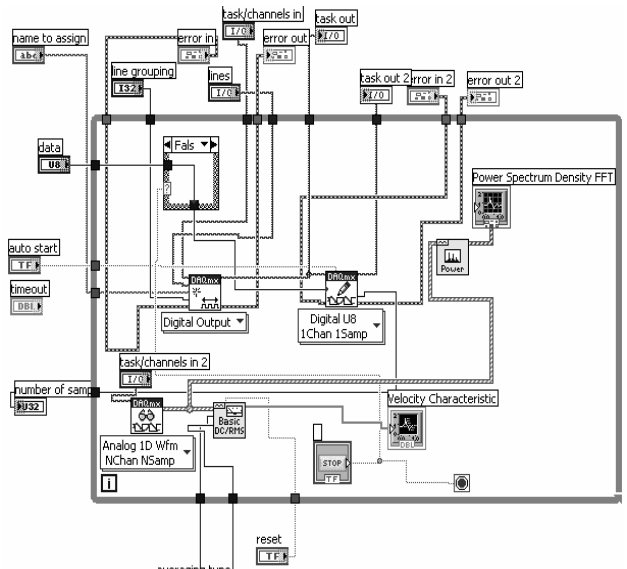 task/channels in
name to assign
abc
error in
I/O
error out
task out
I/O
line grouping
I32
lines
I/O
task out 2
I/O
error in 2
error out 2
data
U8
Fals
?
Power Spectrum Density FFT
auto start
TF
timeout
DBL
Power
DAQmx
DAQmx
Digital Output
Digital U8
1Chan 1Samp
task/channels in 2
I/O
number of samp
U32
DAQmx
Basic
DC/RMS
Velocity Characteristic
DBL
Analog 1D Wfm
NChan NSamp
STOP
TF
i
reset
TF
averaging type